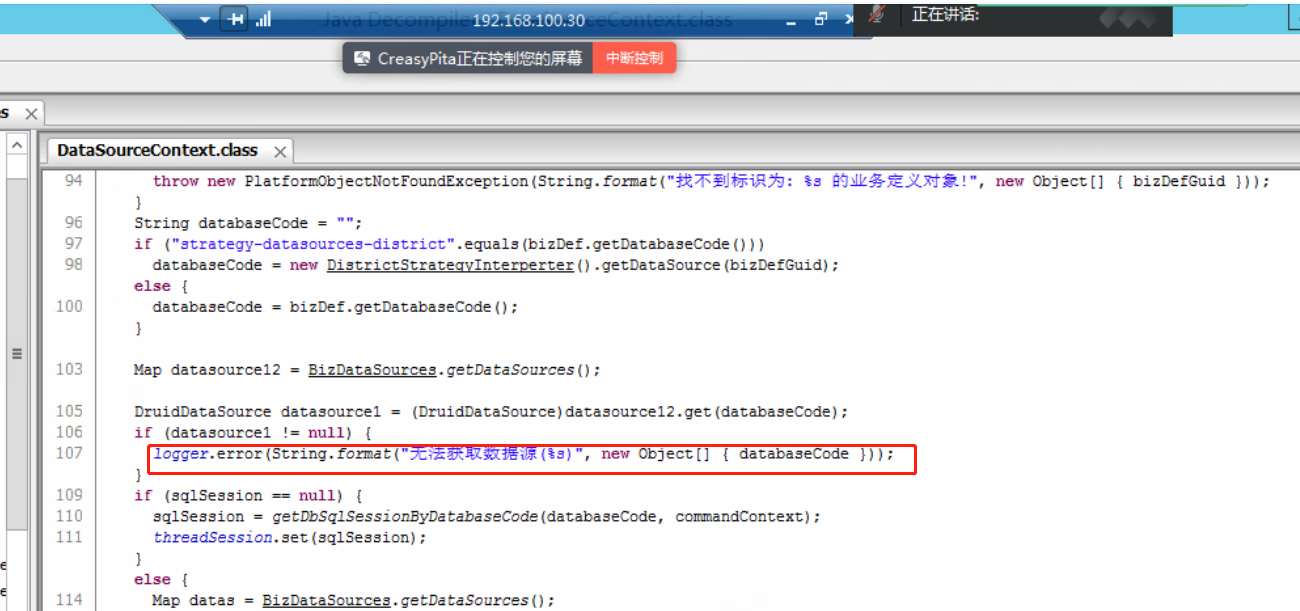 Java Decompiler
192.168.100.30
SourceContext.class
正在讲话:
CreasyPita正在控制您的屏幕 中断控制
s
DataSourceContext.class
94 throw new PlatformObjectNotFoundException(String.format("找不到标识为: %s 的业务定义对象!", new Object[] { bizDefGuid }));
}
96 String databaseCode = "";
97 if ("strategy-datasources-district".equals(bizDef.getDatabaseCode()))
98 databaseCode = new DistrictStrategyInterperter().getDataSource(bizDefGuid);
else {
100 databaseCode = bizDef.getDatabaseCode();
}
103 Map datasource12 = BizDataSources.getDataSources();
105 DruidDataSource datasource1 = (DruidDataSource)datasource12.get(databaseCode);
106 if (datasource1 != null) {
107 logger.error(String.format("无法获取数据源(%s)", new Object[] { databaseCode }));
}
109 if (sqlSession == null) {
110 sqlSession = getDbSqlSessionByDatabaseCode(databaseCode, commandContext);
111 threadSession.set(sqlSession);
}
else {
114 Map datas = BizDataSources.getDataSources();